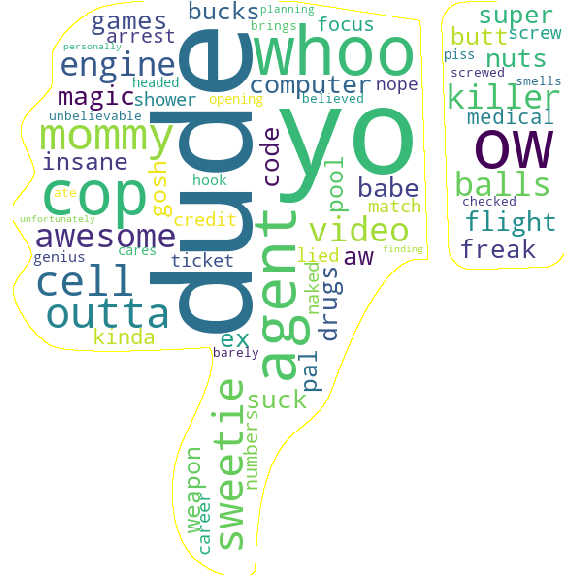 games
bucks
planning
super
arrest
brings
focus
screw
personally
whoo
butt
engine
piss
nuts
headed
computer
nope
screwed
smells
magic
shower
opening
believed
killer
unbelievable
medical
mommy
dude
yo
ow
insane
gosh
code
pool
babe
balls
cop
hook
ate
match
checked
unfortunately
credit
video
flight
awesome
agent
cares
lied
aw
freak
genius
ticket
finding
cell
naked
drugs
outta
kinda
ex
barely
pal
suck
sweetie
numbers
weapon
career